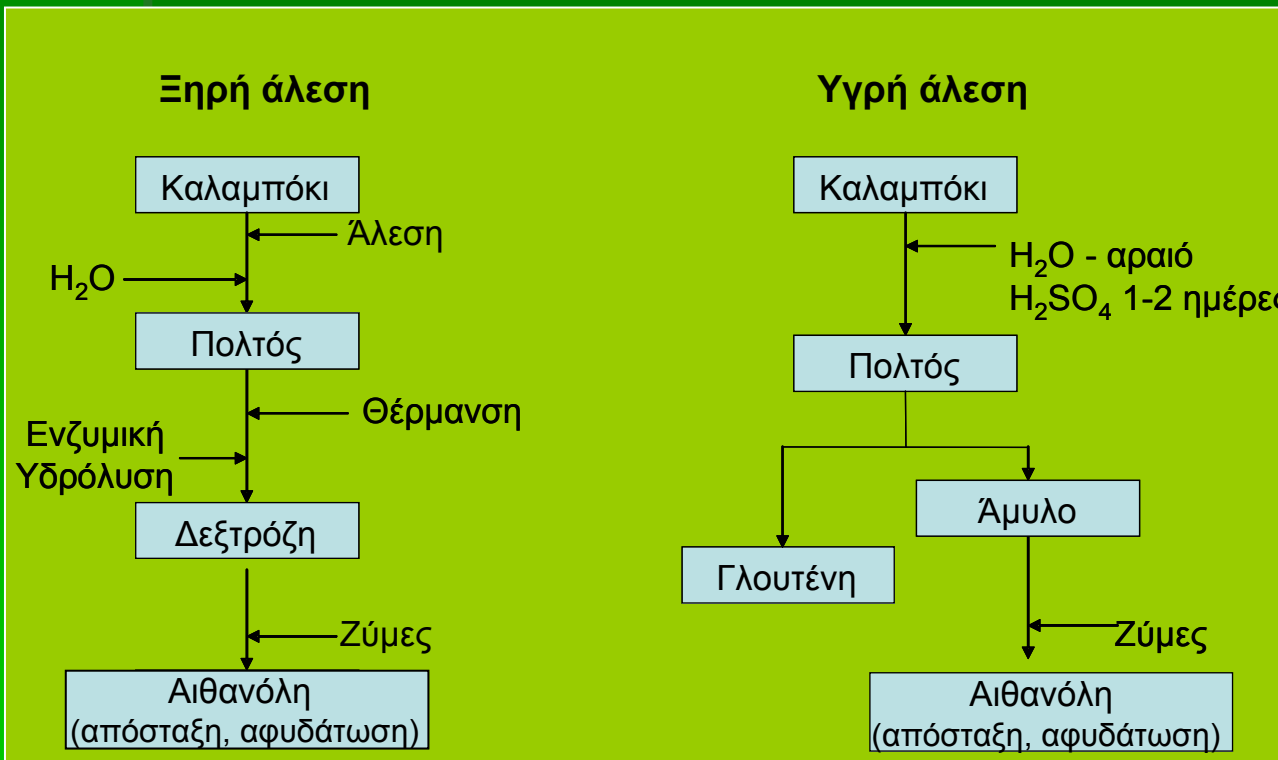 Ξηρή άλεση
Καλαμπόκι
Άλεση
H₂O
Πολτός
Θέρμανση
Ενζυμική
Υδρόλυση
Δεξτρόζη
Ζύμες
Αιθανόλη
(απόσταξη, αφυδάτωση)
Υγρή άλεση
Καλαμπόκι
H₂O - αραιό
H₂SO₄ 1-2 ημέρες
Πολτός
Άμυλο
Γλουτένη
Ζύμες
Αιθανόλη
(απόσταξη, αφυδάτωση)